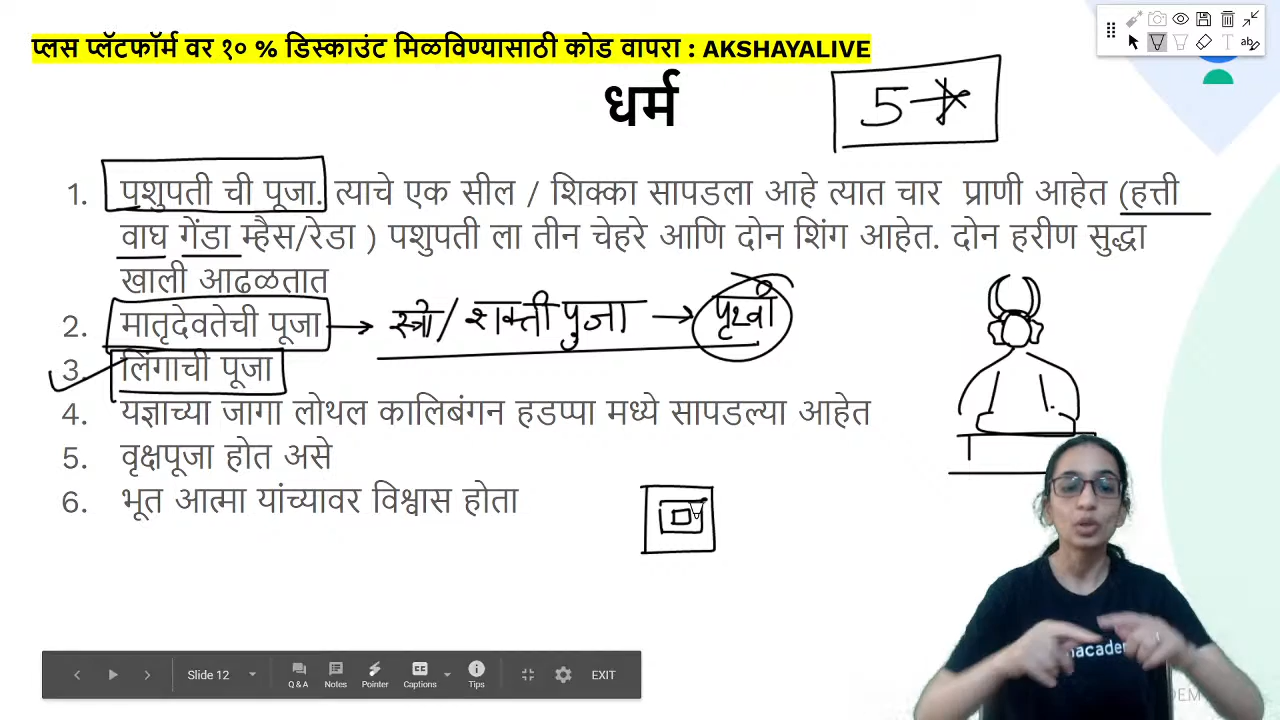 प्लस प्लॅटफॉर्म वर १० % डिस्काउंट मिळविण्यासाठी कोड वापरा : AKSHAYALIVE
धर्म
5
1. पशुपती ची पूजा. त्याचे एक सील / शिक्का सापडला आहे त्यात चार प्राणी आहेत (हत्ती
वाघ गेंडा म्हैस/रेडा ) पशुपती ला तीन चेहरे आणि दोन शिंग आहेत. दोन हरीण सुद्धा
खाली आढळतात
2. मातृदेवतेची पूजा → स्त्री/ शक्ती पुजा → पृथ्वी
3. लिंगाची पूजा
4. यज्ञाच्या जागा लोथल कालिबंगन हडप्पा मध्ये सापडल्या आहेत
5. वृक्षपूजा होत असे
6. भूत आत्मा यांच्यावर विश्वास होता
nacadem
Slide 12
Q & A Notes Pointer Captions Tips EXIT
DEM